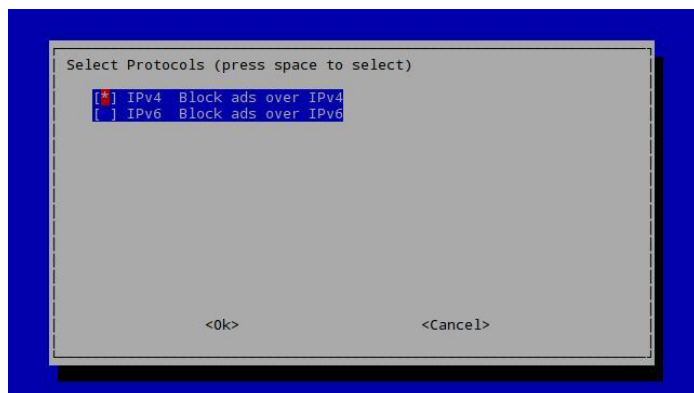 Select Protocols (press space to select)
[*] IPv4 Block ads over IPv4
[ ] IPv6 Block ads over IPv6
<Ok> <Cancel>